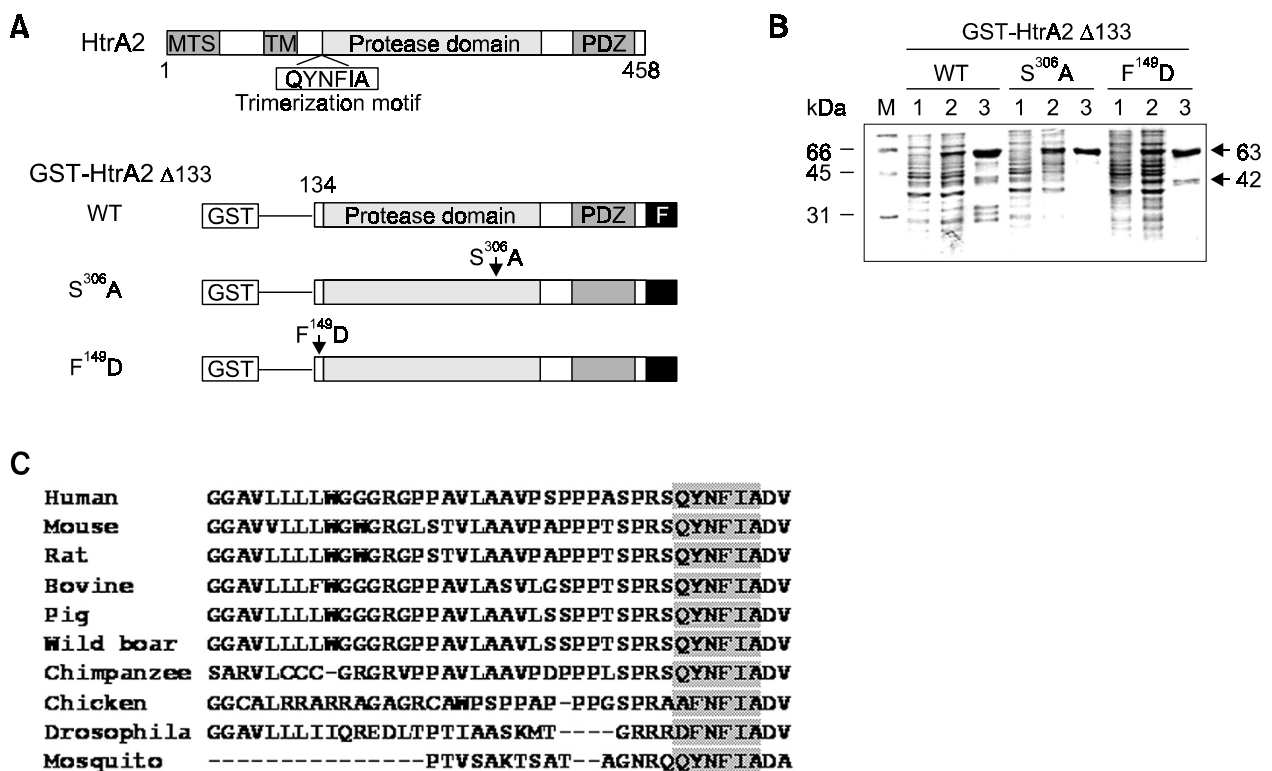 A
HtrA2
MTS TM Protease domain PDZ
1 458
QYNFIA
Trimerization motif
GST-HtrA2 Δ133
134
WT GST Protease domain PDZ F
S306A
S306A GST
F149D
F149D GST
B
GST-HtrA2 Δ133
WT S306A F149D
kDa M 1 2 3 1 2 3 1 2 3
66 63
45 42
31
C
Human GGAVLLLLWGGGRGPPAVLAAVPSPPPASPRSQYNFIADV
Mouse GGAVVLLLWGWGRGLSTVLAAVPAPPPTSPRSQYNFIADV
Rat GGAVLLLLWGWGRGPSTVLAAVPAPPPTSPRSQYNFIADV
Bovine GGAVLLLFWGGGRGPPAVLASVLGSPPTSPRSQYNFIADV
Pig GGAVLLLLWGGGRGPPAVLAAVLSSPPTSPRSQYNFIADV
Wild boar GGAVLLLLWGGGRGPPAVLAAVLSSPPTSPRSQYNFIADV
Chimpanzee SARVLCCC-GRGRVPPAVLAAVPDPPPLSPRSQYNFIADV
Chicken GGCALRRARRAGAGRCAWPSPPAP-PPGSPRAAFNFIADV
Drosophila GGAVLLLIIQREDLTPTIAASKMT----GRRRDFNFIADV
Mosquito ---------------PTVSAKTSAT--AGNRQQYNFIADA